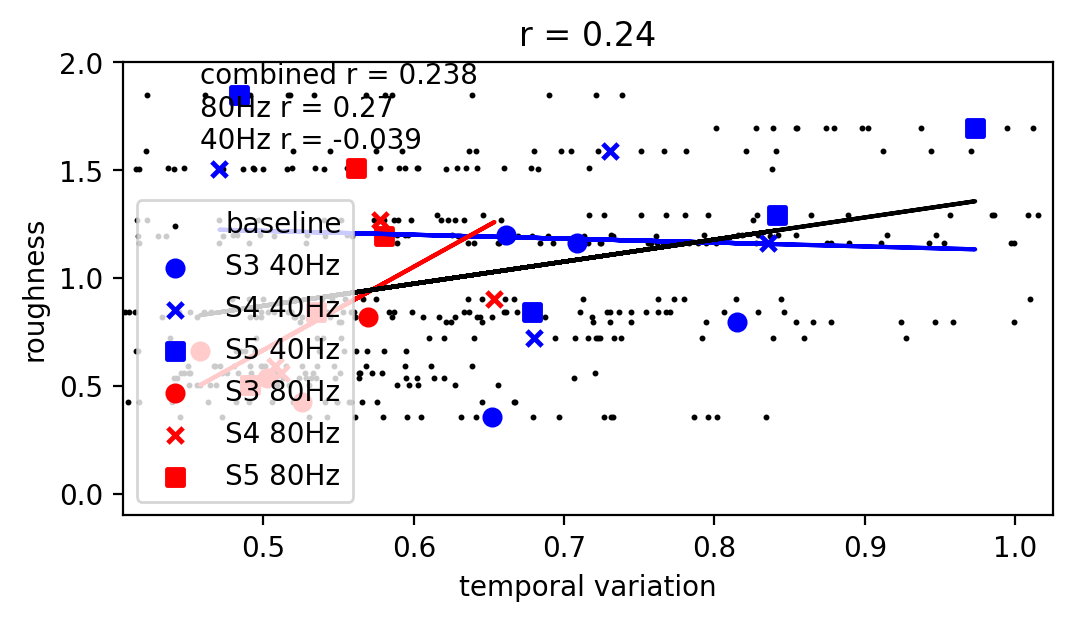 r = 0.24
combined r = 0.238
80Hz r = 0.27
40Hz r = -0.039
2.0
1.5
1.0
0.5
0.0
roughness
baseline
S3 40Hz
S4 40Hz
S5 40Hz
S3 80Hz
S4 80Hz
S5 80Hz
0.5 0.6 0.7 0.8 0.9 1.0
temporal variation